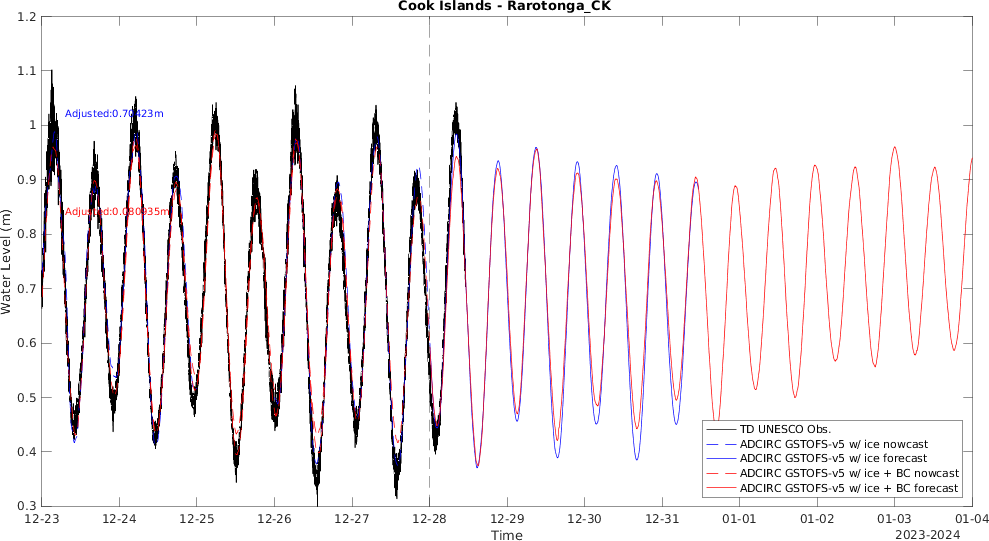 Cook Islands - Rarotonga_CK
1.2
1.1
1
0.9
0.8
0.7
0.6
0.5
0.4
0.3
Water Level (m)
Adjusted:0.70423m
Adjusted:0.030935m
TD UNESCO Obs.
ADCIRC GSTOFS-v5 w/ ice nowcast
ADCIRC GSTOFS-v5 w/ ice forecast
ADCIRC GSTOFS-v5 w/ ice + BC nowcast
ADCIRC GSTOFS-v5 w/ ice + BC forecast
12-23 12-24 12-25 12-26 12-27 12-28 12-29 12-30 12-31 01-01 01-02 01-03 01-04
Time
2023-2024